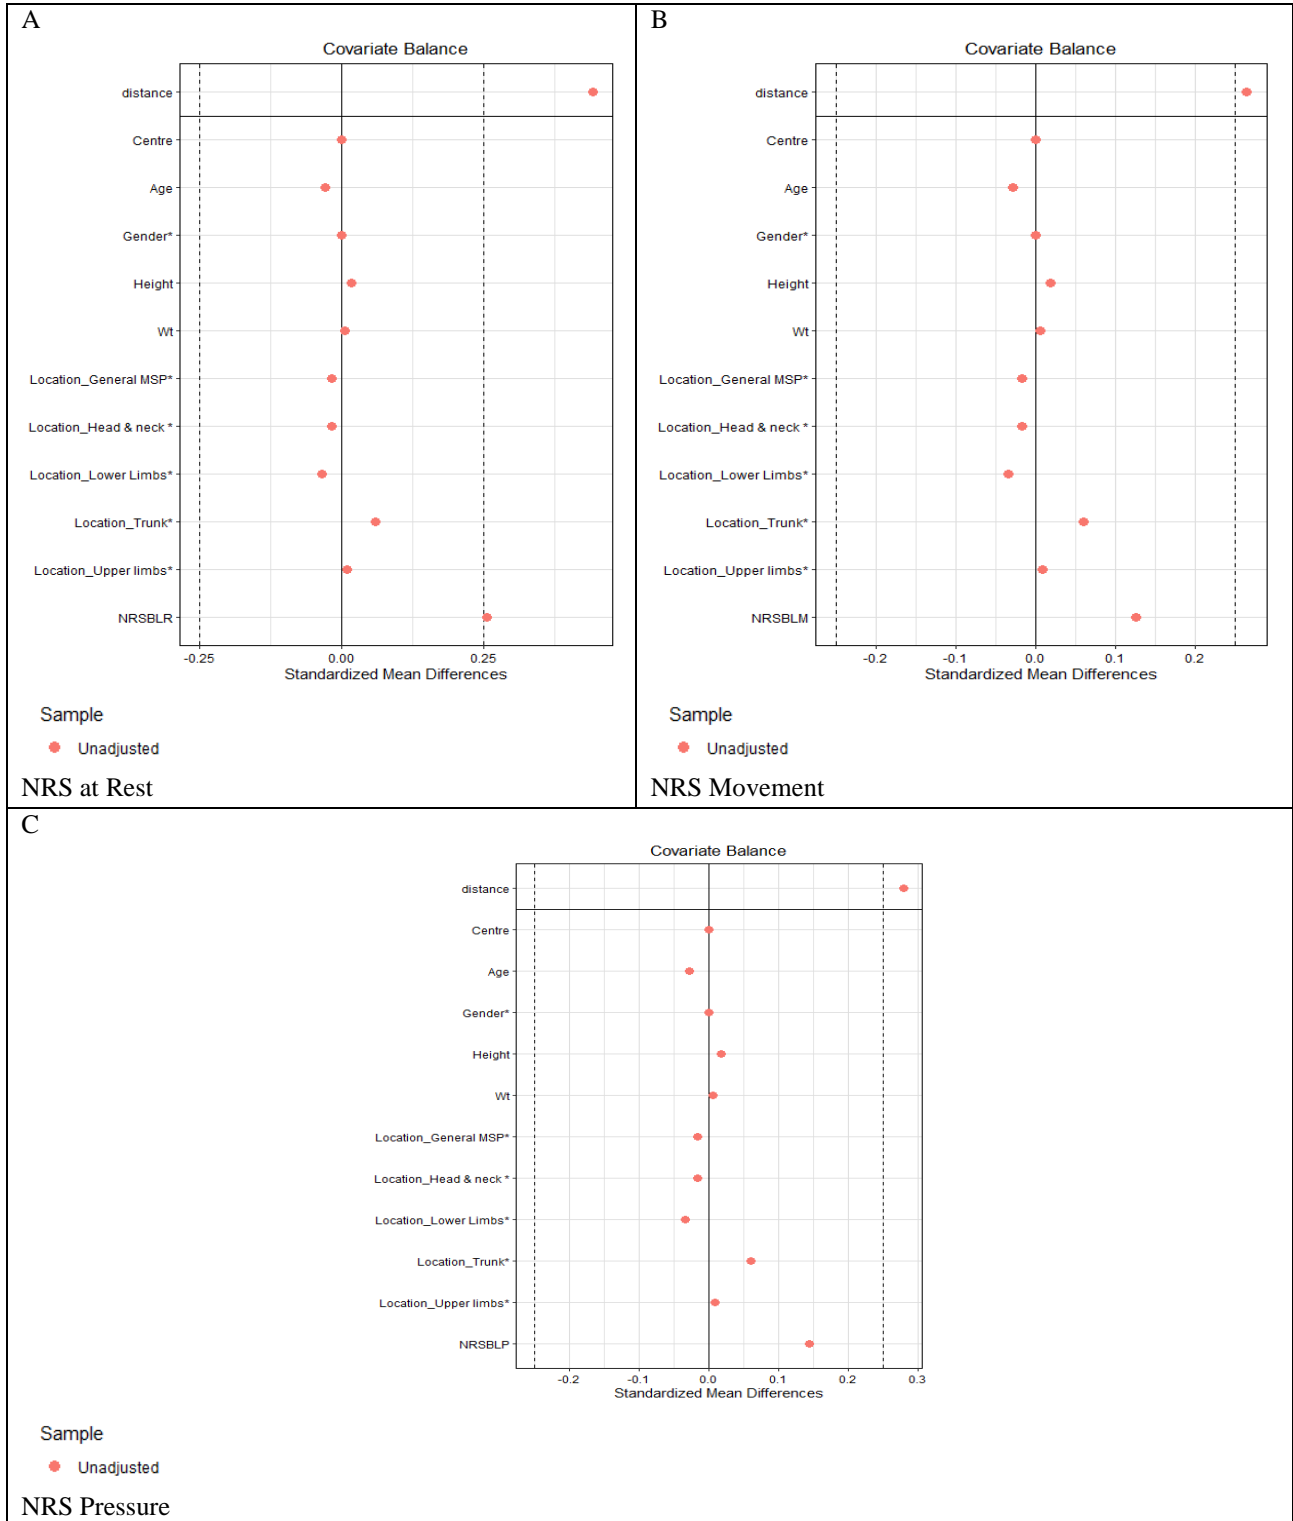 A
Covariate Balance
distance
Centre
Age
Gender*
Height
Wt
Location_General MSP*
Location_Head & neck *
Location_Lower Limbs*
Location_Trunk*
Location_Upper limbs*
NRSBLR
-0.25 0.00 0.25
Standardized Mean Differences
Sample
Unadjusted
NRS at Rest
B
Covariate Balance
distance
Centre
Age
Gender*
Height
Wt
Location_General MSP*
Location_Head & neck *
Location_Lower Limbs*
Location_Trunk*
Location_Upper limbs*
NRSBLM
-0.2 -0.1 0.0 0.1 0.2
Standardized Mean Differences
Sample
Unadjusted
NRS Movement
C
Covariate Balance
distance
Centre
Age
Gender*
Height
Wt
Location_General MSP*
Location_Head & neck *
Location_Lower Limbs*
Location_Trunk*
Location_Upper limbs*
NRSBLP
-0.2 -0.1 0.0 0.1 0.2 0.3
Standardized Mean Differences
Sample
Unadjusted
NRS Pressure